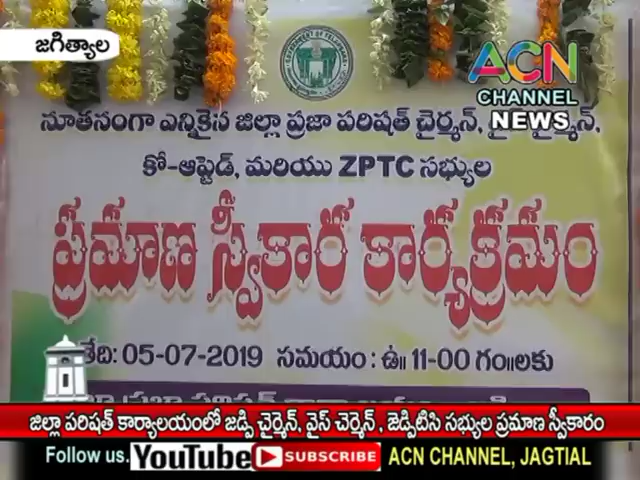 జగిత్యాల
ACN
CHANNEL
NEWS
నూతనంగా ఎన్నికైన జిల్లా ప్రజా పరిషత్ చైర్మన్, వైస్ చైర్మన్,
కో-ఆప్టెడ్, మరియు ZPTC సభ్యుల
ప్రమాణ స్వీకార కార్యక్రమం
తేది: 05-07-2019 సమయం : ఉ॥ 11-00 గం॥లకు
జిల్లా పరిషత్ కార్యాలయంలో జడ్పి చైర్మెన్, వైస్ చెర్మెన్ , జెడ్పిటిసి సభ్యుల ప్రమాణ స్వీకారం
Follow us. YouTube SUBSCRIBE ACN CHANNEL, JAGTIAL